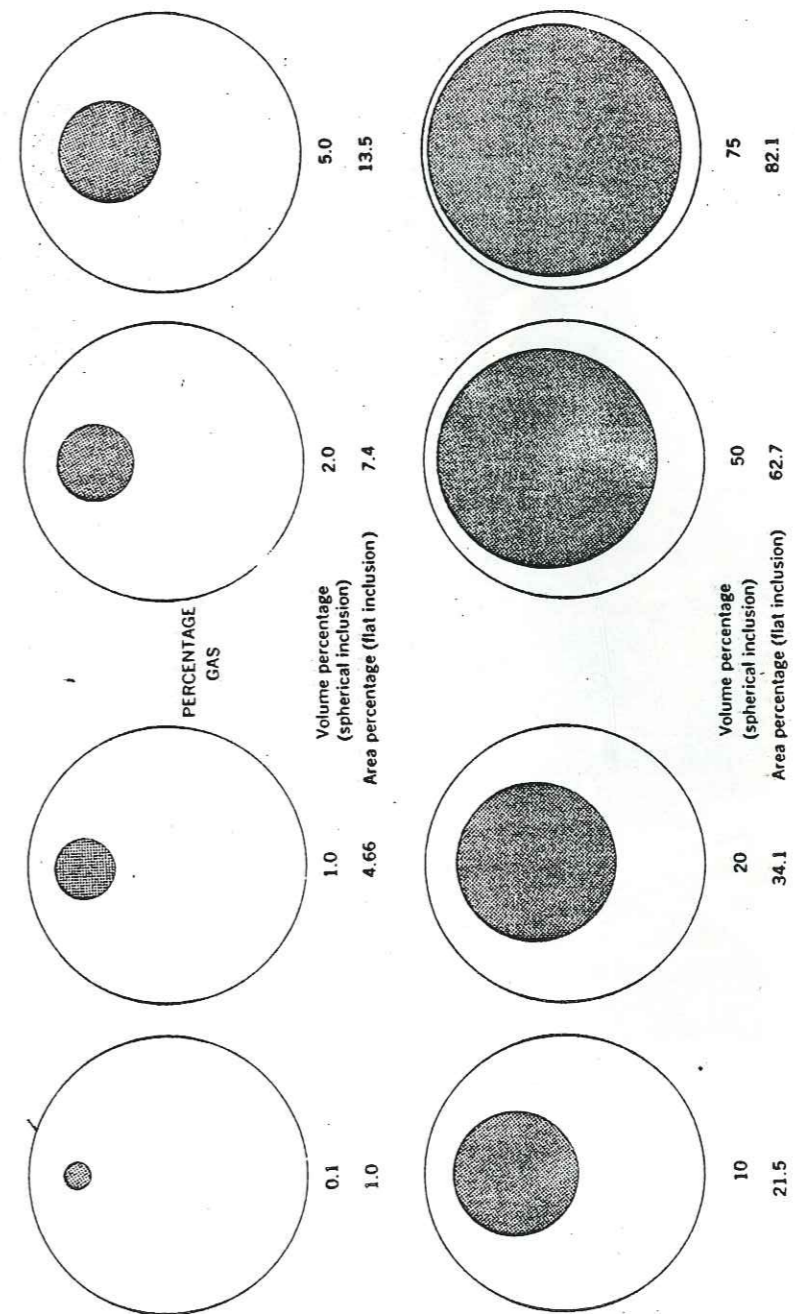 PERCENTAGE
GAS
Volume percentage
(spherical inclusion)
0.1 1.0 2.0 5.0
Area percentage (flat inclusion)
1.0 4.66 7.4 13.5
Volume percentage
(spherical inclusion)
10 20 50 75
Area percentage (flat inclusion)
21.5 34.1 62.7 82.1